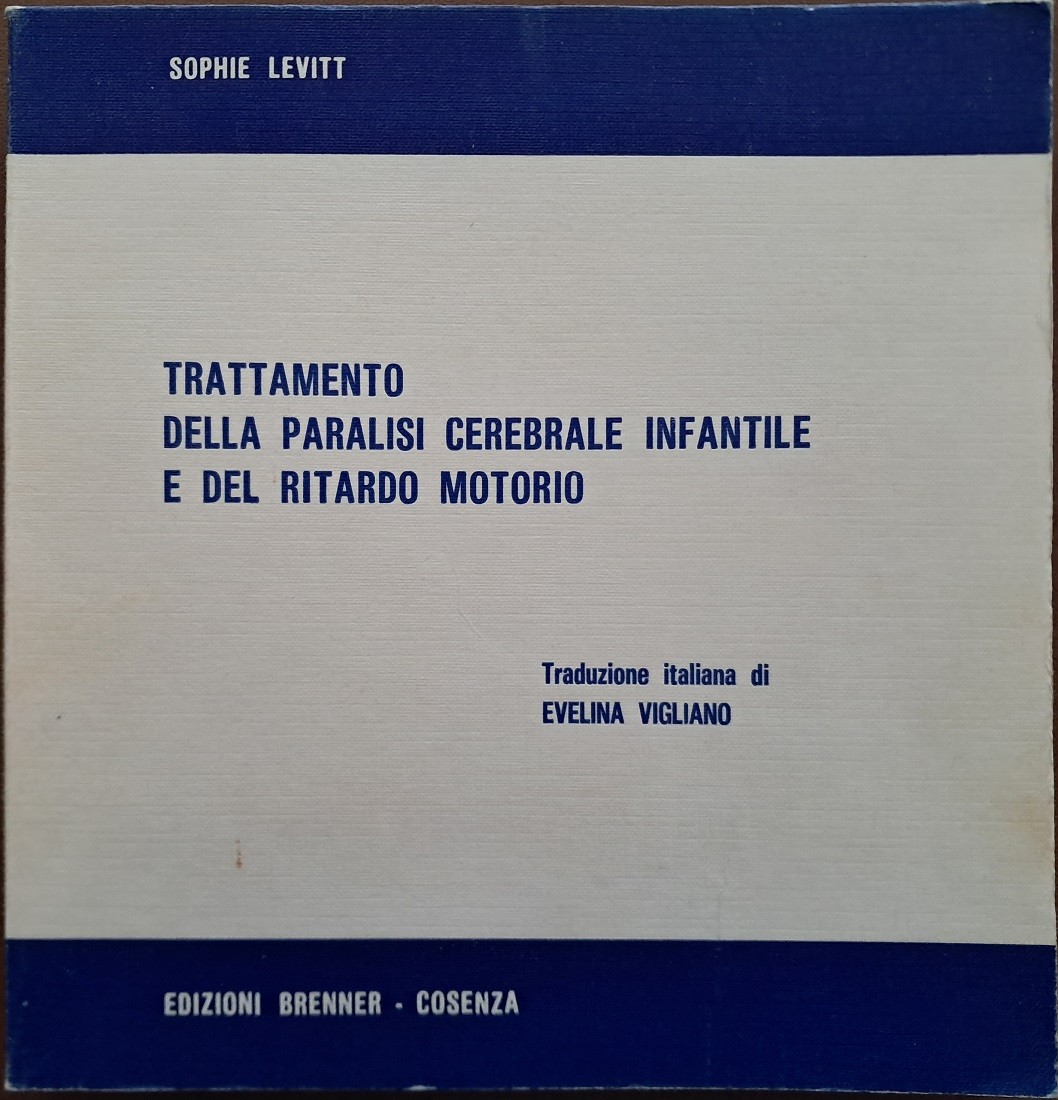 SOPHIE LEVITT
TRATTAMENTO
DELLA PARALISI CEREBRALE INFANTILE
E DEL RITARDO MOTORIO
Traduzione italiana di
EVELINA VIGLIANO
EDIZIONI BRENNER - COSENZA